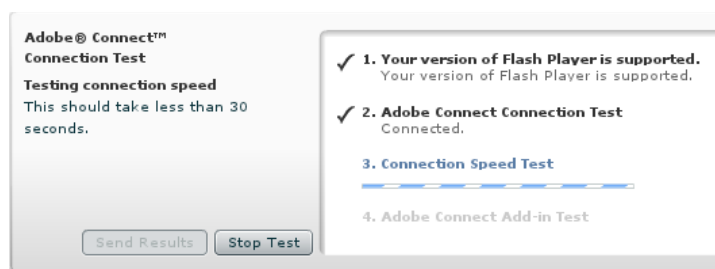 Adobe® Connect™
Connection Test
Testing connection speed
This should take less than 30
seconds.
Send Results
Stop Test
1. Your version of Flash Player is supported.
Your version of Flash Player is supported.
2. Adobe Connect Connection Test
Connected.
3. Connection Speed Test
4. Adobe Connect Add-in Test